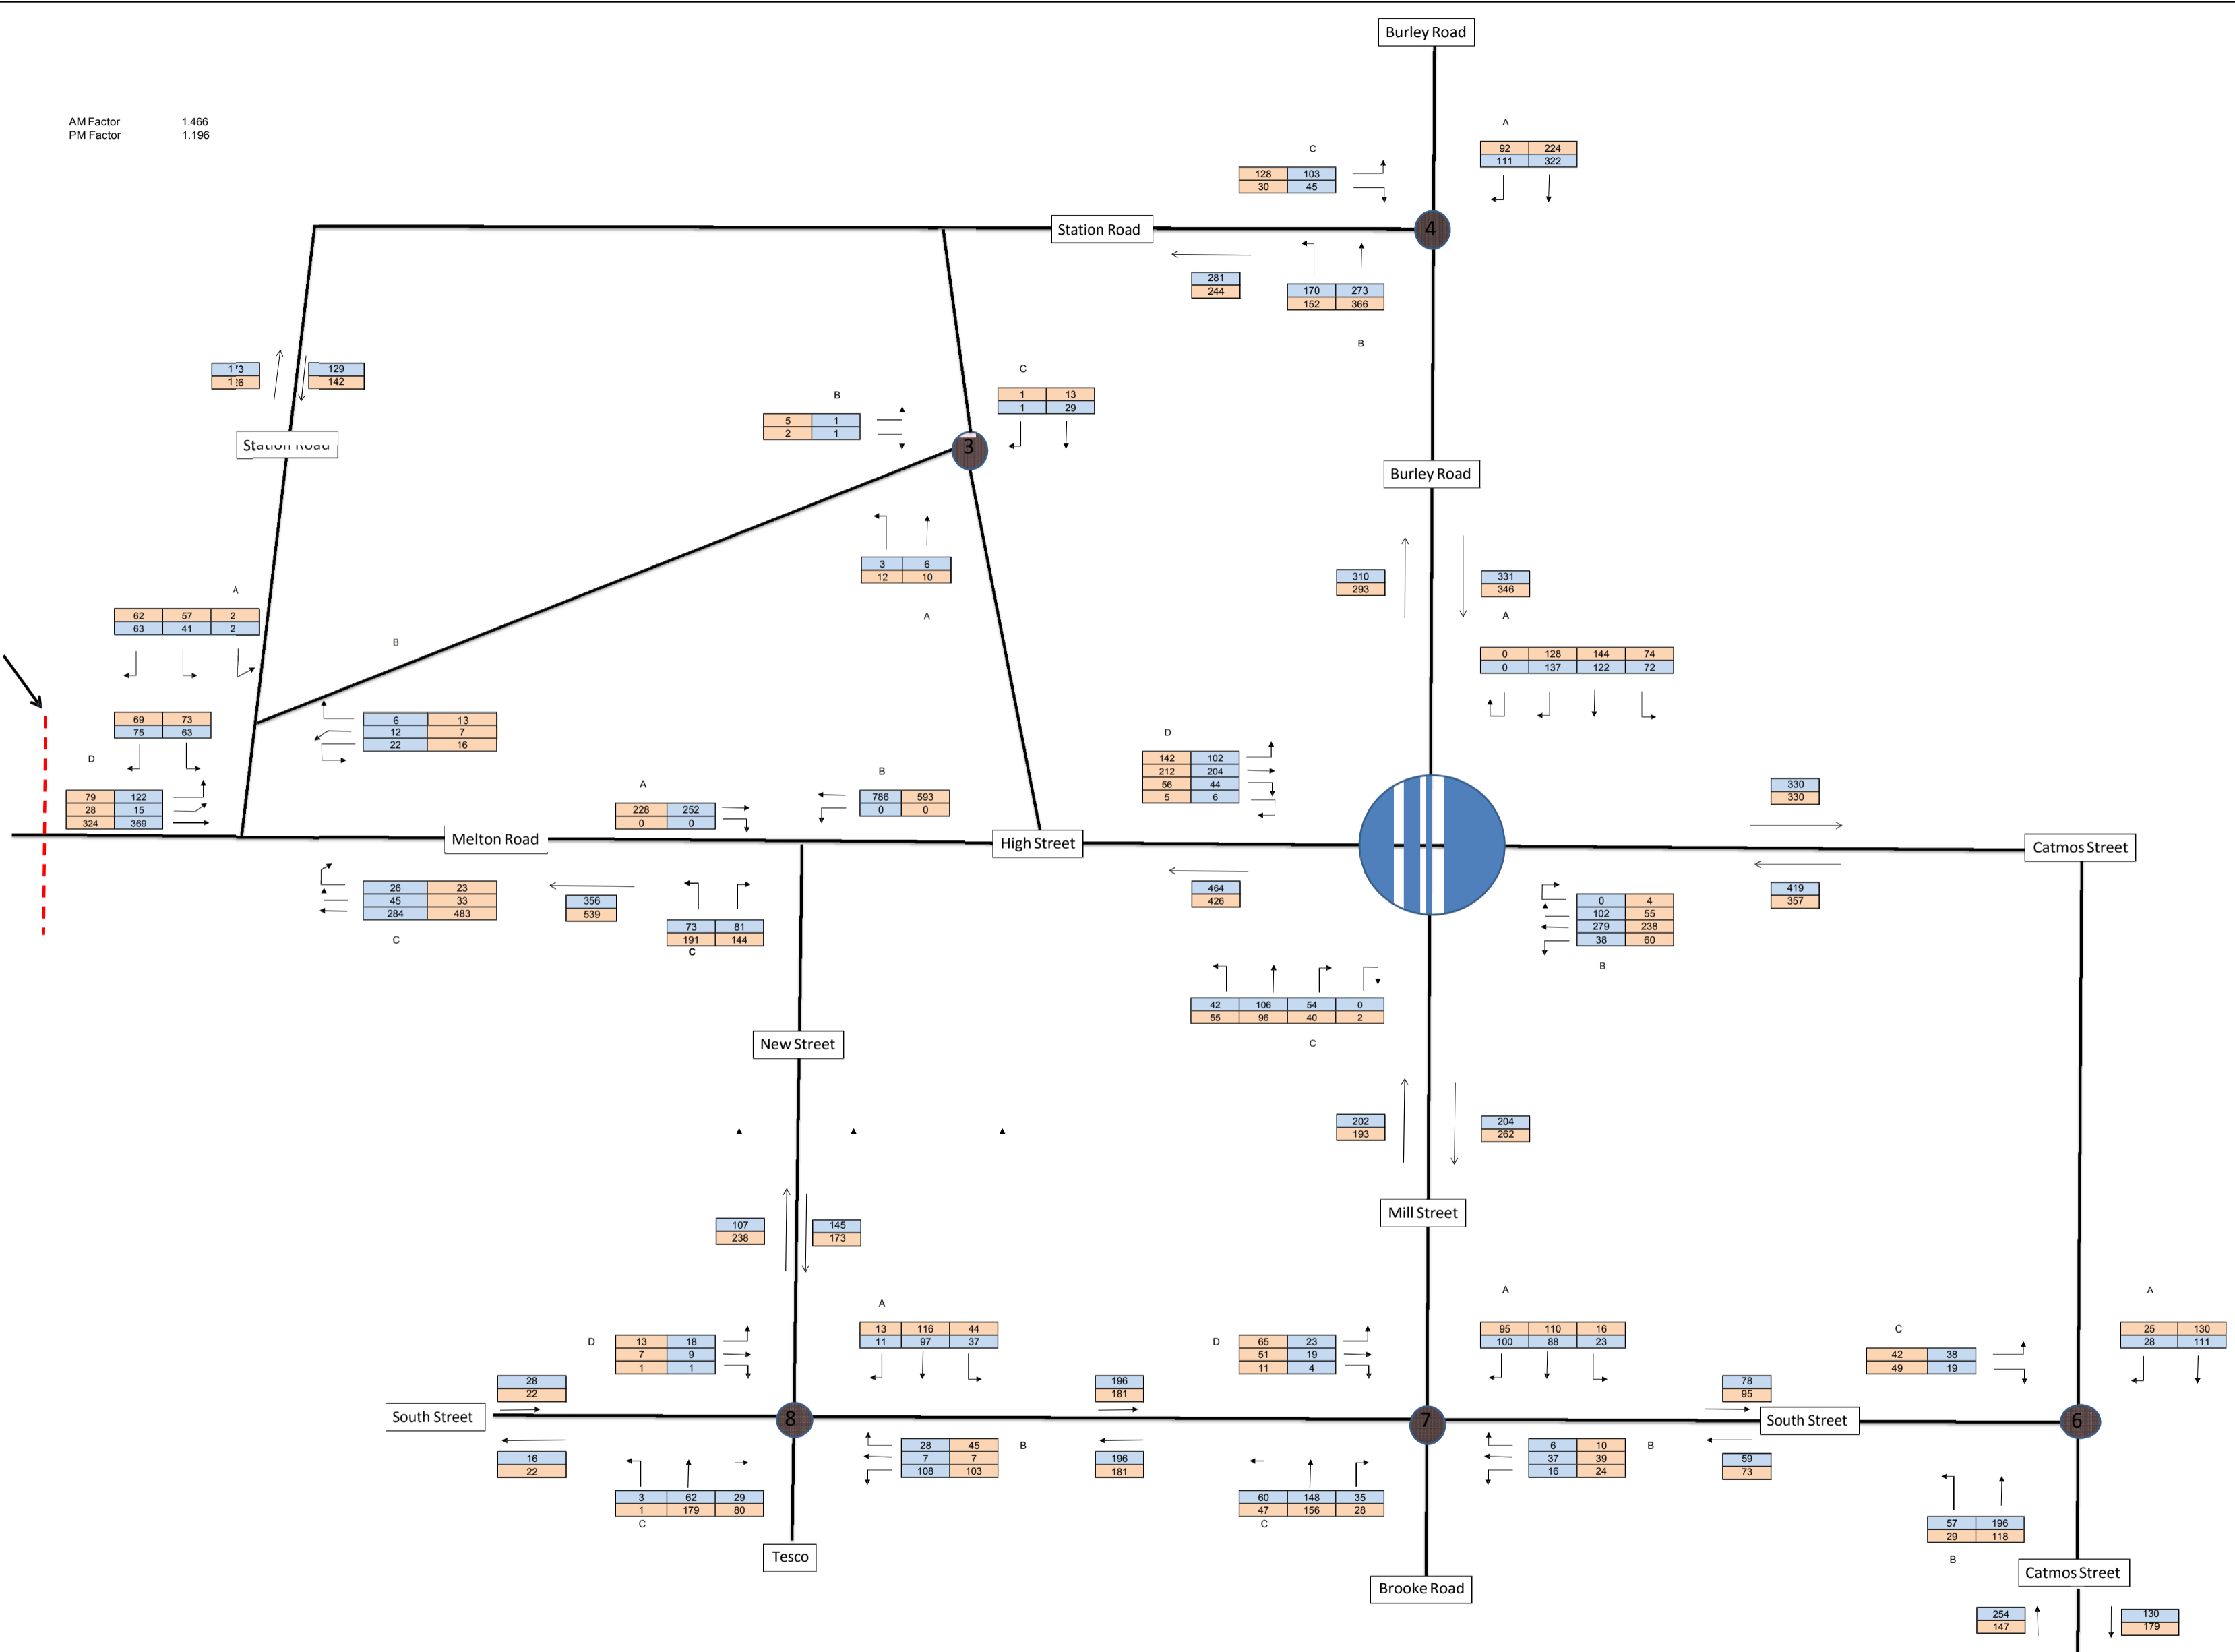 Burley Road
AM Factor 1.466
PM Factor 1.196
A
92 224
111 322
C
128 103
30 45
Station Road
4
281
244
170 273
152 366
B
129
142
C
1 13
1 29
B
5 1
2 1
3
Burley Road
3 6
12 10
A
310
293
331
346
A
62 57 2
63 41 2
B
A
0 128 144 74
0 137 122 72
69 73
75 63
6 13
12 7
22 16
D
79 122
28 15
324 369
A
228 252
0 0
B
786 593
0 0
D
142 102
212 204
56 44
5 6
330
330
Melton Road
High Street
Catmos Street
26 23
45 33
284 483
C
356
539
73 81
191 144
C
464
426
419
357
0 4
102 55
279 238
38 60
B
42 106 54 0
55 96 40 2
C
New Street
202
193
204
262
Mill Street
107
238
145
173
D
13 18
7 9
1 1
A
13 116 44
11 97 37
D
65 23
51 19
11 4
A
95 110 16
100 88 23
C
42 38
49 19
A
25 130
28 111
28
22
196
181
78
95
South Street
8
7
South Street
6
16
22
28 45
7 7
108 103
B
196
181
6 10
37 39
16 24
B
59
73
3 62 29
1 179 80
C
60 148 35
47 156 28
C
57 196
29 118
B
Tesco
Brooke Road
Catmos Street
254
147
130
179